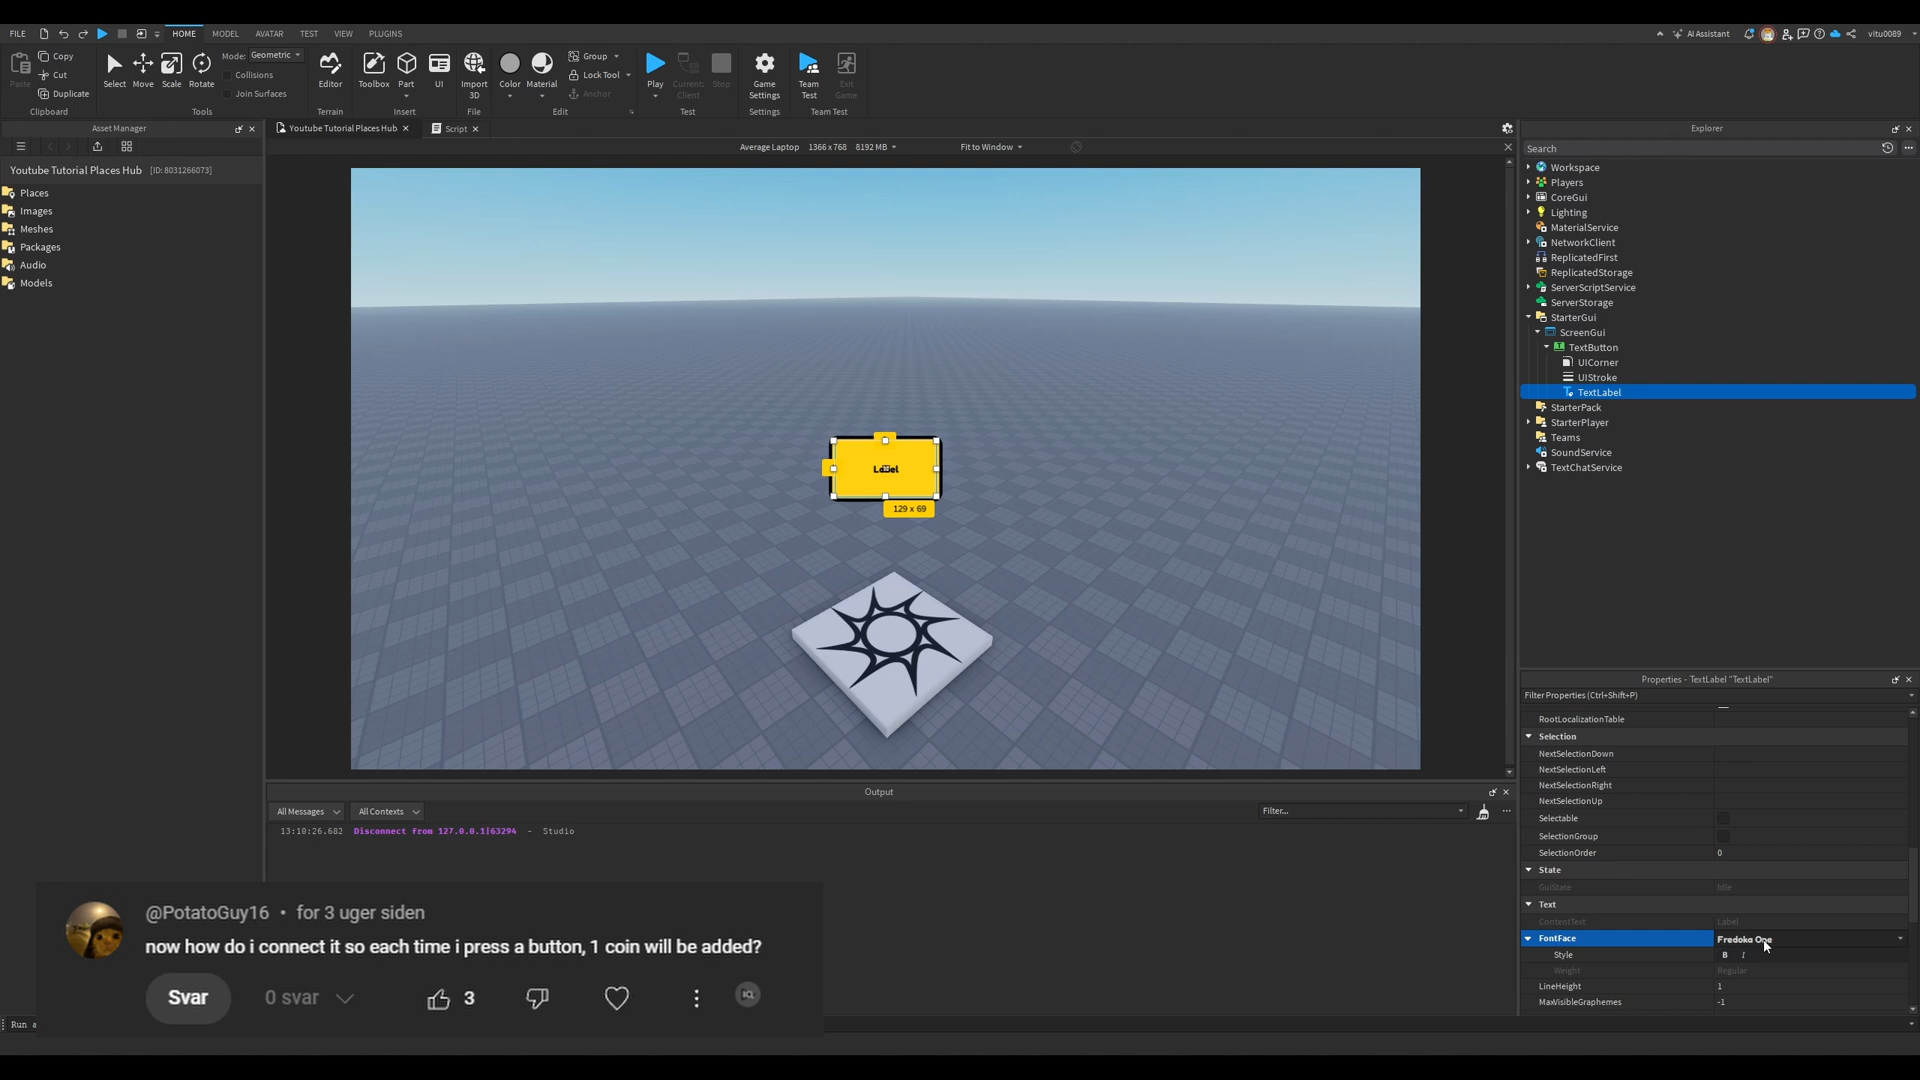 FILE HOME MODEL AVATAR TEST VIEW PLUGINS AI Assistant vitu0089
Paste Copy Cut Duplicate Clipboard
Select Move Scale Rotate Mode: Geometric Collisions Join Surfaces Tools
Editor Terrain
Toolbox Part UI Insert
Import 3D File
Color Material Group Lock Tool Anchor Edit
Play Current: Client Stop Test
Game Settings Settings
Team Test Exit Game Team Test
Asset Manager
Youtube Tutorial Places Hub [ID: 8031266073]
Places
Images
Meshes
Packages
Audio
Models
Youtube Tutorial Places Hub Script
Average Laptop 1366 x 768 8192 MB Fit to Window
129 x 69
Output
All Messages All Contexts Filter...
13:10:26.682 Disconnect from 127.0.0.1|63294 - Studio
Explorer
Search
Workspace
Players
CoreGui
Lighting
MaterialService
NetworkClient
ReplicatedFirst
ReplicatedStorage
ServerScriptService
ServerStorage
StarterGui
ScreenGui
TextButton
UICorner
UIStroke
TextLabel
StarterPack
StarterPlayer
Teams
SoundService
TextChatService
Properties - TextLabel "TextLabel"
Filter Properties (Ctrl+Shift+P)
RootLocalizationTable
Selection
NextSelectionDown
NextSelectionLeft
NextSelectionRight
NextSelectionUp
Selectable
SelectionGroup
SelectionOrder 0
State
GuiState Idle
Text
ContentText Label
FontFace Fredoka One
Style B I
Weight Regular
LineHeight 1
MaxVisibleGraphemes -1
@PotatoGuy16 • for 3 uger siden
now how do i connect it so each time i press a button, 1 coin will be added?
Svar 0 svar 3
Run